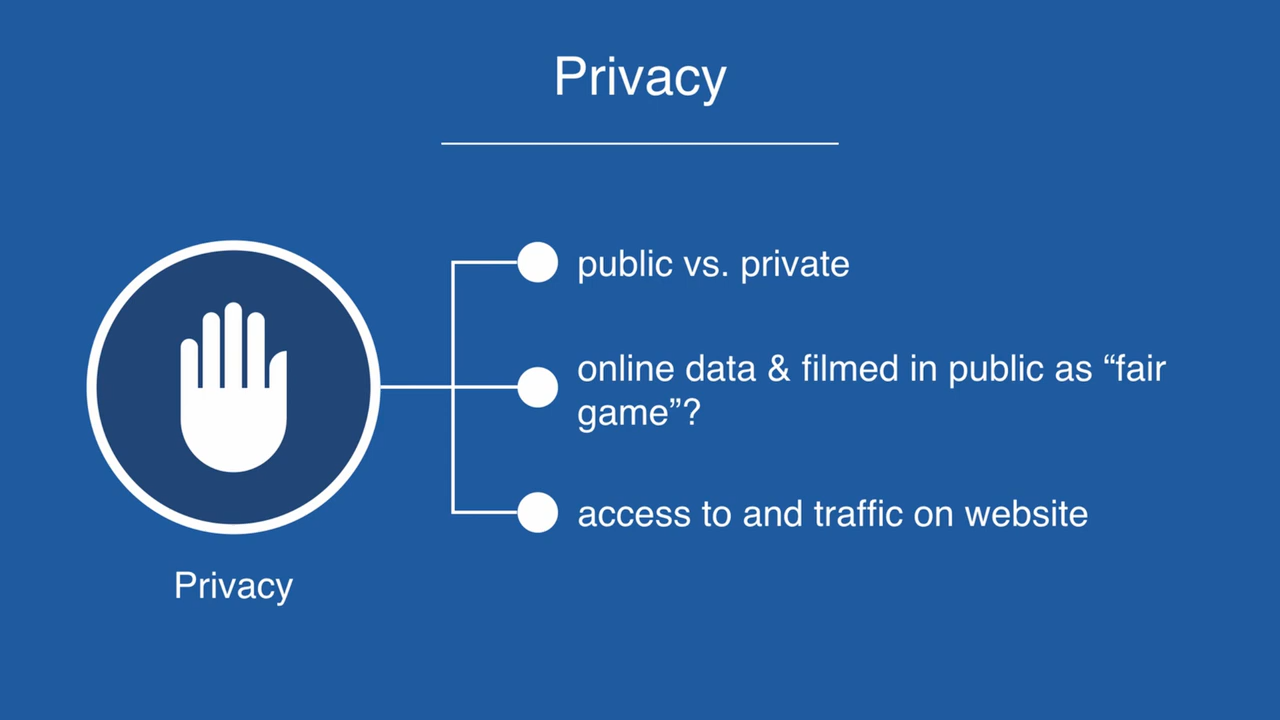 Privacy
public vs. private
online data & filmed in public as “fair
game”?
access to and traffic on website
Privacy